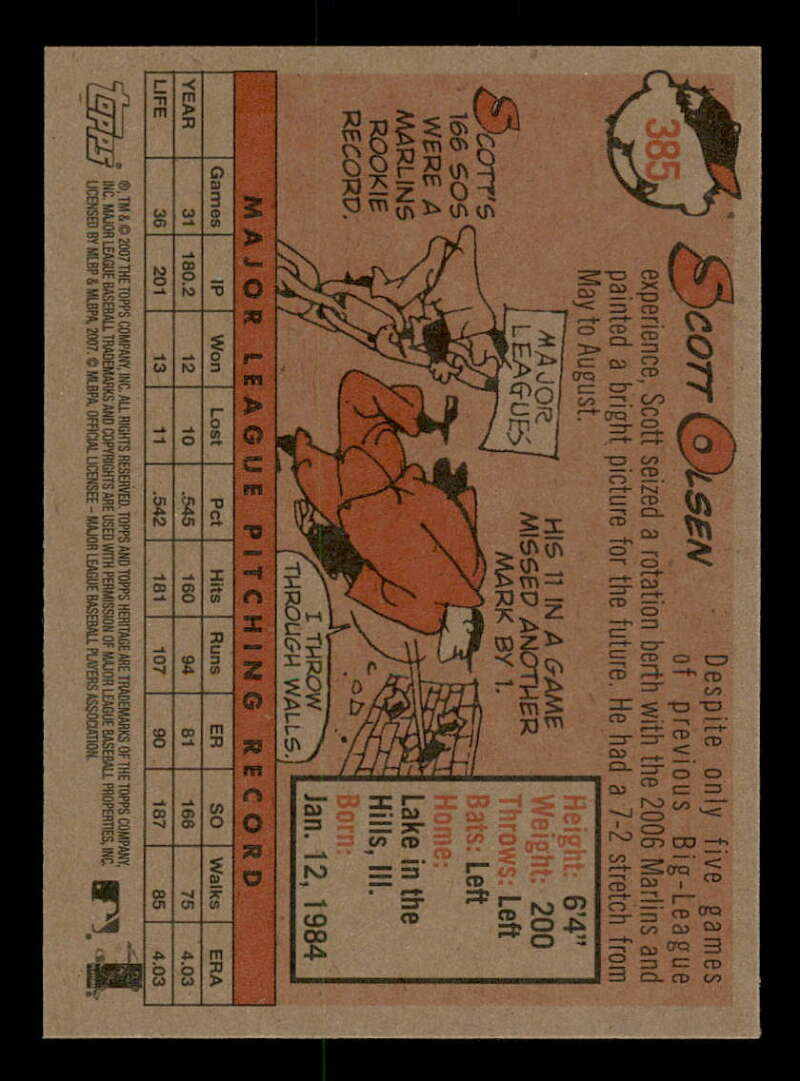 385
SCOTT OLSEN
Despite only five games
of previous Big-League
experience, Scott seized a rotation berth with the 2006 Marlins and
painted a bright picture for the future. He had a 7-2 stretch from
May to August.
SCOTT'S
166 SOS
WERE A
MARLINS
ROOKIE
RECORD.
MAJOR
LEAGUES
HIS 11 IN A GAME
MISSED ANOTHER
MARK BY 1.
I THROW
THROUGH WALLS.
Height: 6'4"
Weight: 200
Throws: Left
Bats: Left
Home:
Lake in the
Hills, Ill.
Born:
Jan. 12, 1984
MAJOR LEAGUE PITCHING RECORD
Games IP Won Lost Pct Hits Runs ER SO Walks ERA
YEAR 31 180.2 12 10 .545 160 94 81 166 75 4.03
LIFE 36 201 13 11 .542 181 107 90 187 85 4.03
topps
®, TM & © 2007 THE TOPPS COMPANY, INC. ALL RIGHTS RESERVED. TOPPS AND TOPPS HERITAGE ARE TRADEMARKS OF THE TOPPS COMPANY,
INC. MAJOR LEAGUE BASEBALL TRADEMARKS AND COPYRIGHTS ARE USED WITH PERMISSION OF MAJOR LEAGUE BASEBALL PROPERTIES, INC.
LICENSED BY MLBP & MLBPA, 2007. © MLBPA, OFFICIAL LICENSEE – MAJOR LEAGUE BASEBALL PLAYERS ASSOCIATION.